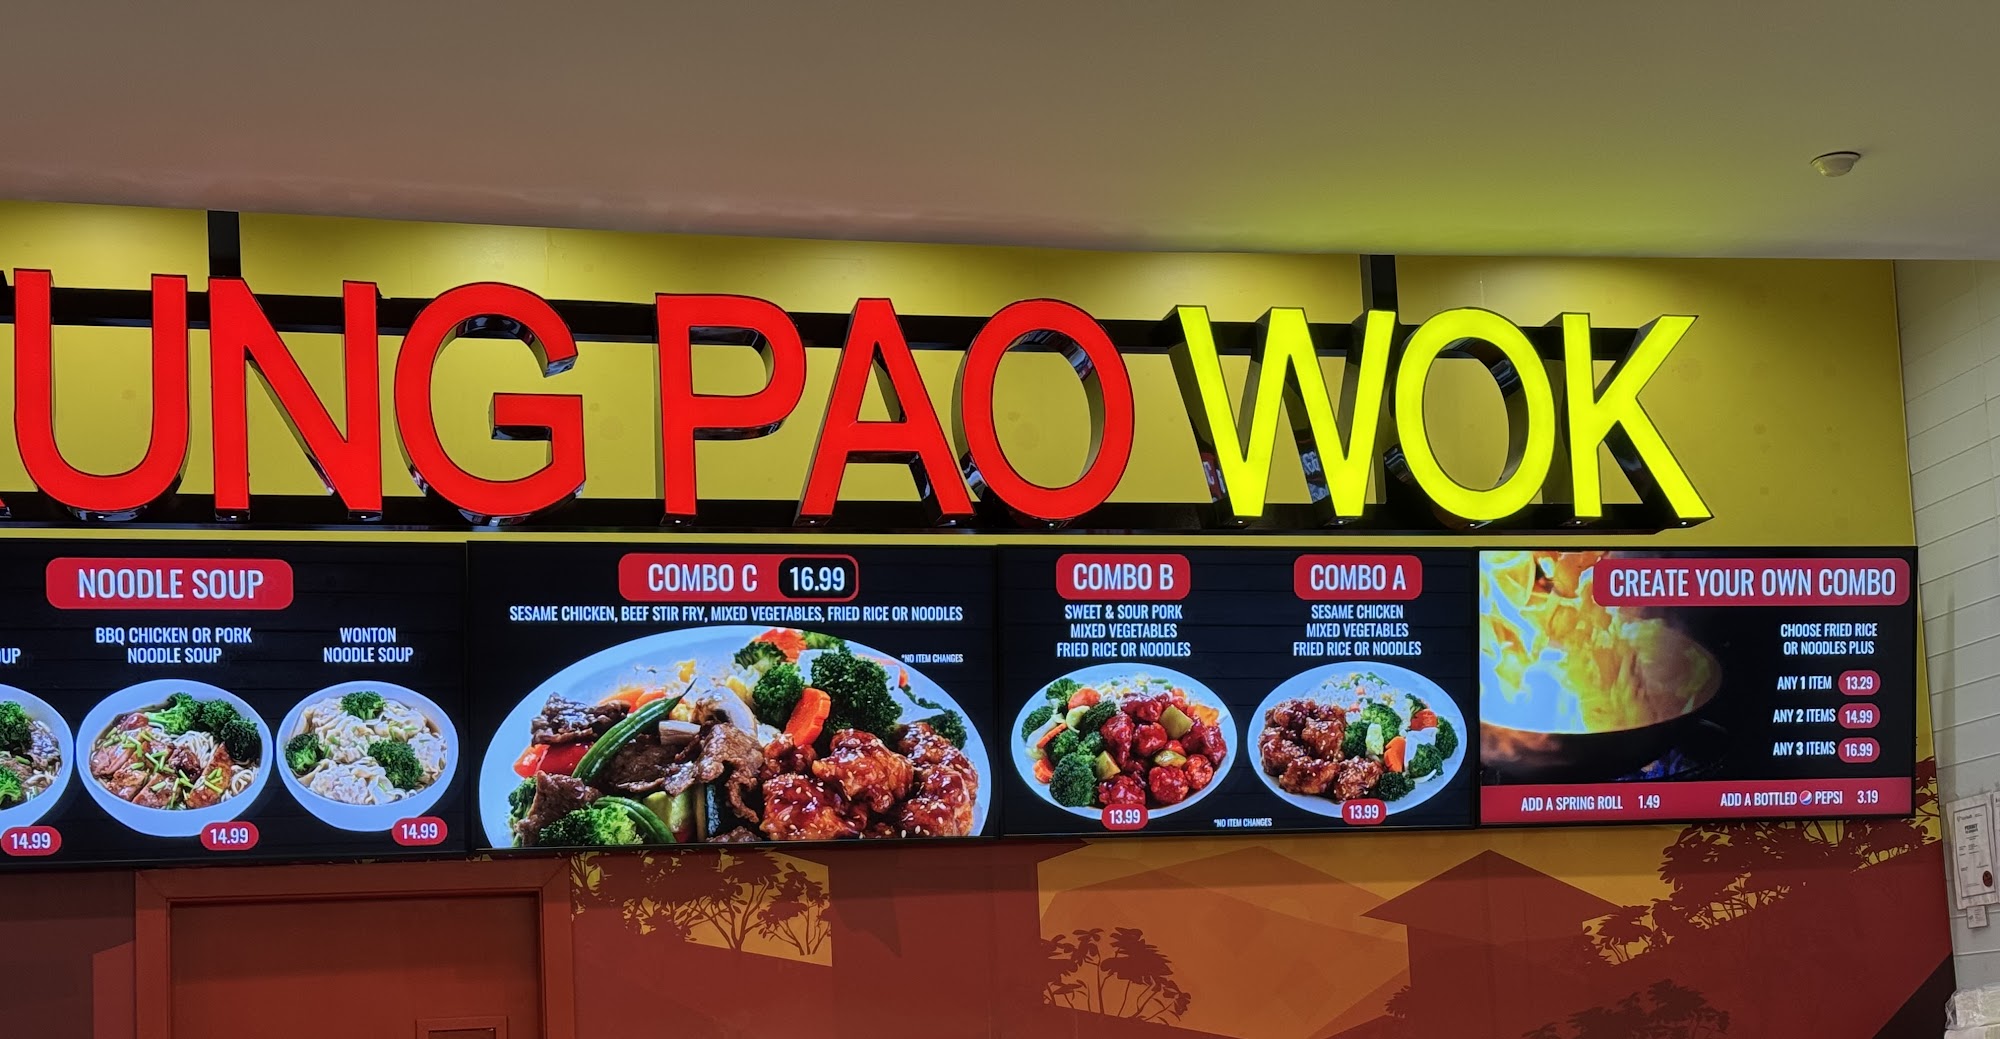 KUNG PAO WOK
NOODLE SOUP
UP
14.99
BBQ CHICKEN OR PORK
NOODLE SOUP
14.99
WONTON
NOODLE SOUP
14.99
COMBO C 16.99
SESAME CHICKEN, BEEF STIR FRY, MIXED VEGETABLES, FRIED RICE OR NOODLES
*NO ITEM CHANGES
COMBO B
SWEET & SOUR PORK
MIXED VEGETABLES
FRIED RICE OR NOODLES
13.99
COMBO A
SESAME CHICKEN
MIXED VEGETABLES
FRIED RICE OR NOODLES
13.99
*NO ITEM CHANGES
CREATE YOUR OWN COMBO
CHOOSE FRIED RICE
OR NOODLES PLUS
ANY 1 ITEM 13.29
ANY 2 ITEMS 14.99
ANY 3 ITEMS 16.99
ADD A SPRING ROLL 1.49
ADD A BOTTLED PEPSI 3.19